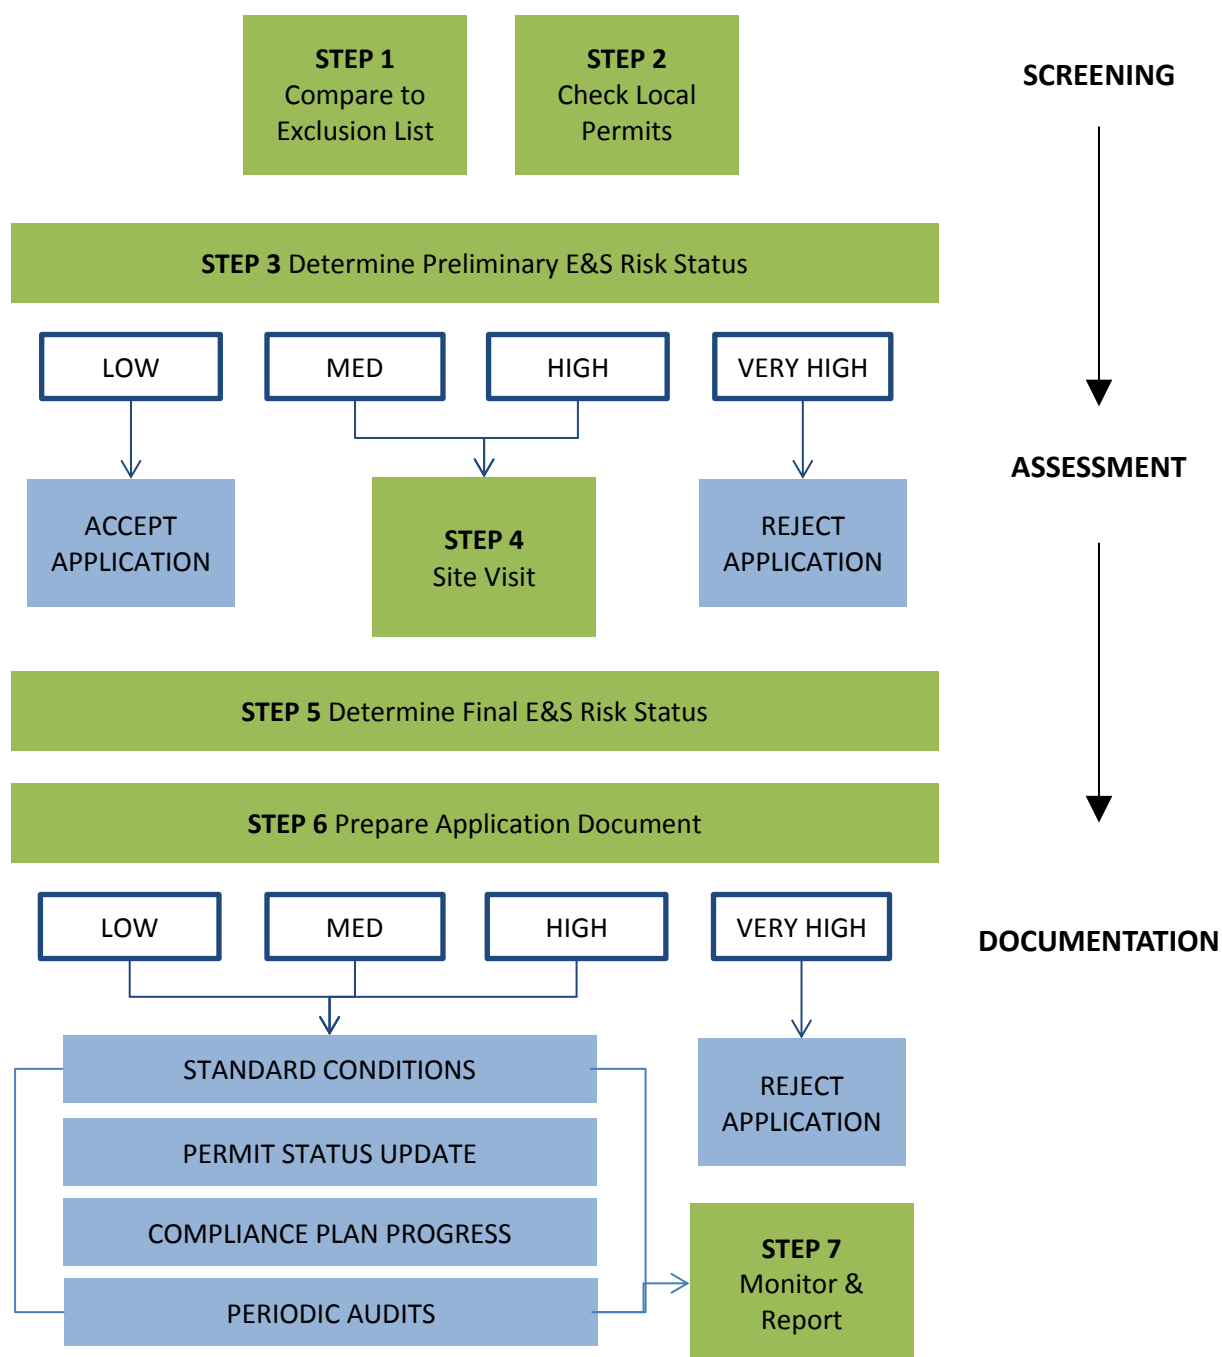 STEP 1
Compare to
Exclusion List
STEP 2
Check Local
Permits
SCREENING
STEP 3 Determine Preliminary E&S Risk Status
LOW
MED
HIGH
VERY HIGH
ASSESSMENT
ACCEPT
APPLICATION
STEP 4
Site Visit
REJECT
APPLICATION
STEP 5 Determine Final E&S Risk Status
STEP 6 Prepare Application Document
LOW
MED
HIGH
VERY HIGH
DOCUMENTATION
STANDARD CONDITIONS
PERMIT STATUS UPDATE
COMPLIANCE PLAN PROGRESS
PERIODIC AUDITS
REJECT
APPLICATION
STEP 7
Monitor &
Report